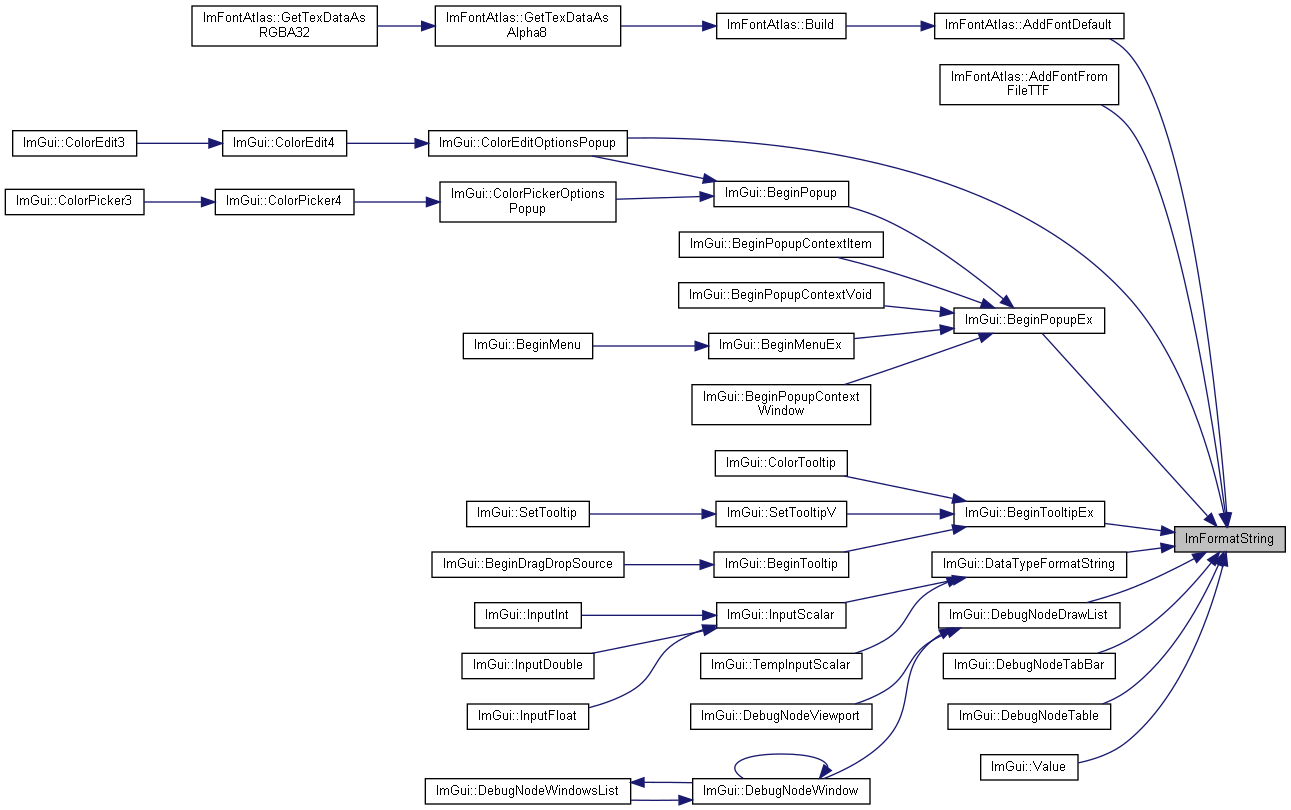 ImFontAtlas::GetTexDataAs
RGBA32
ImFontAtlas::GetTexDataAs
Alpha8
ImFontAtlas::Build
ImFontAtlas::AddFontDefault
ImFontAtlas::AddFontFrom
FileTTF
ImGui::ColorEdit3
ImGui::ColorEdit4
ImGui::ColorEditOptionsPopup
ImGui::ColorPicker3
ImGui::ColorPicker4
ImGui::ColorPickerOptions
Popup
ImGui::BeginPopup
ImGui::BeginPopupContextItem
ImGui::BeginPopupContextVoid
ImGui::BeginPopupEx
ImGui::BeginMenu
ImGui::BeginMenuEx
ImGui::BeginPopupContext
Window
ImGui::ColorTooltip
ImGui::SetTooltip
ImGui::SetTooltipV
ImGui::BeginTooltipEx
ImFormatString
ImGui::BeginDragDropSource
ImGui::BeginTooltip
ImGui::DataTypeFormatString
ImGui::InputInt
ImGui::InputScalar
ImGui::DebugNodeDrawList
ImGui::InputDouble
ImGui::TempInputScalar
ImGui::DebugNodeTabBar
ImGui::InputFloat
ImGui::DebugNodeViewport
ImGui::DebugNodeTable
ImGui::Value
ImGui::DebugNodeWindowsList
ImGui::DebugNodeWindow